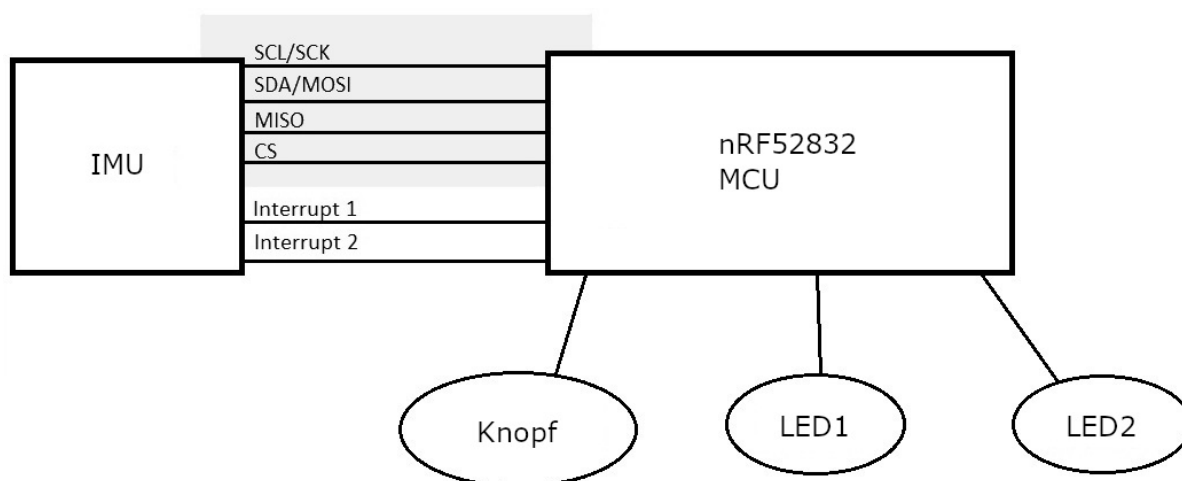 SCL/SCK
SDA/MOSI
MISO
CS
IMU
nRF52832
MCU
Interrupt 1
Interrupt 2
Knopf
LED1
LED2